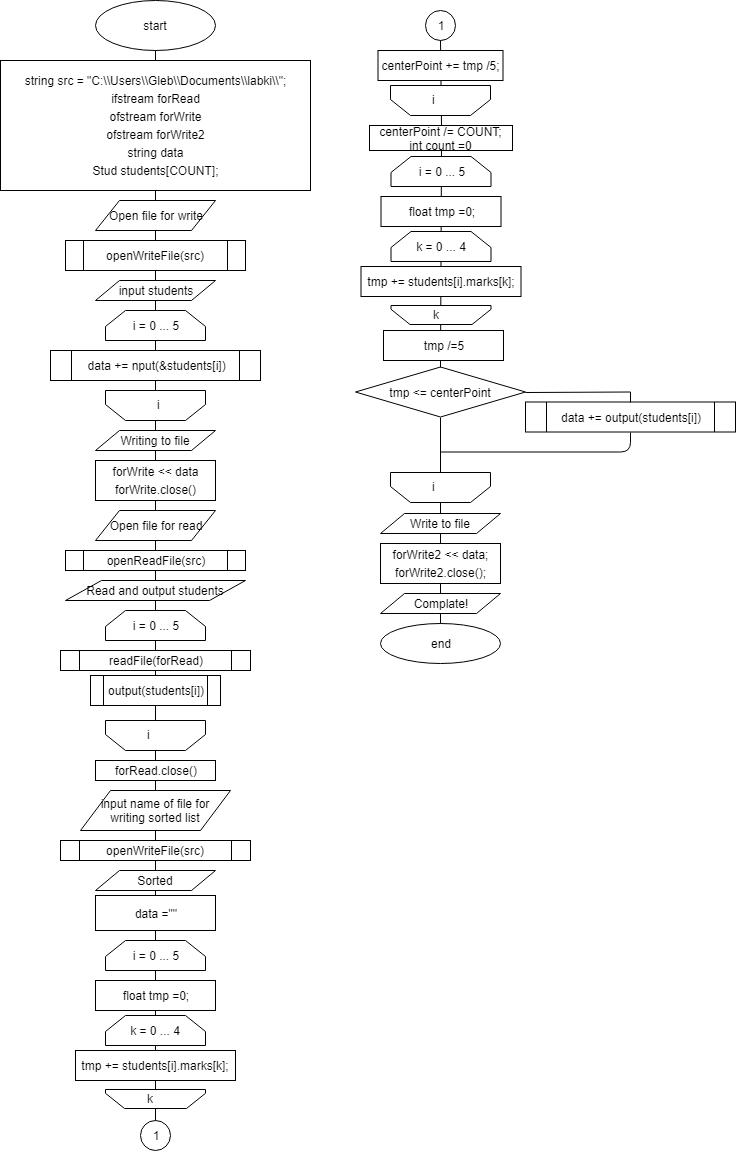 start
string src = "C:\\Users\\Gleb\\Documents\\labki\\";
ifstream forRead
ofstream forWrite
ofstream forWrite2
string data
Stud students[COUNT];
Open file for write
openWriteFile(src)
input students
i = 0 ... 5
data += nput(&students[i])
i
Writing to file
forWrite << data
forWrite.close()
Open file for read
openReadFile(src)
Read and output students
i = 0 ... 5
readFile(forRead)
output(students[i])
i
forRead.close()
input name of file for
writing sorted list
openWriteFile(src)
Sorted
data =""
i = 0 ... 5
float tmp =0;
k = 0 ... 4
tmp += students[i].marks[k];
k
1
1
centerPoint += tmp /5;
i
centerPoint /= COUNT;
int count =0
i = 0 ... 5
float tmp =0;
k = 0 ... 4
tmp += students[i].marks[k];
k
tmp /=5
tmp <= centerPoint
data += output(students[i])
i
Write to file
forWrite2 << data;
forWrite2.close();
Complate!
end